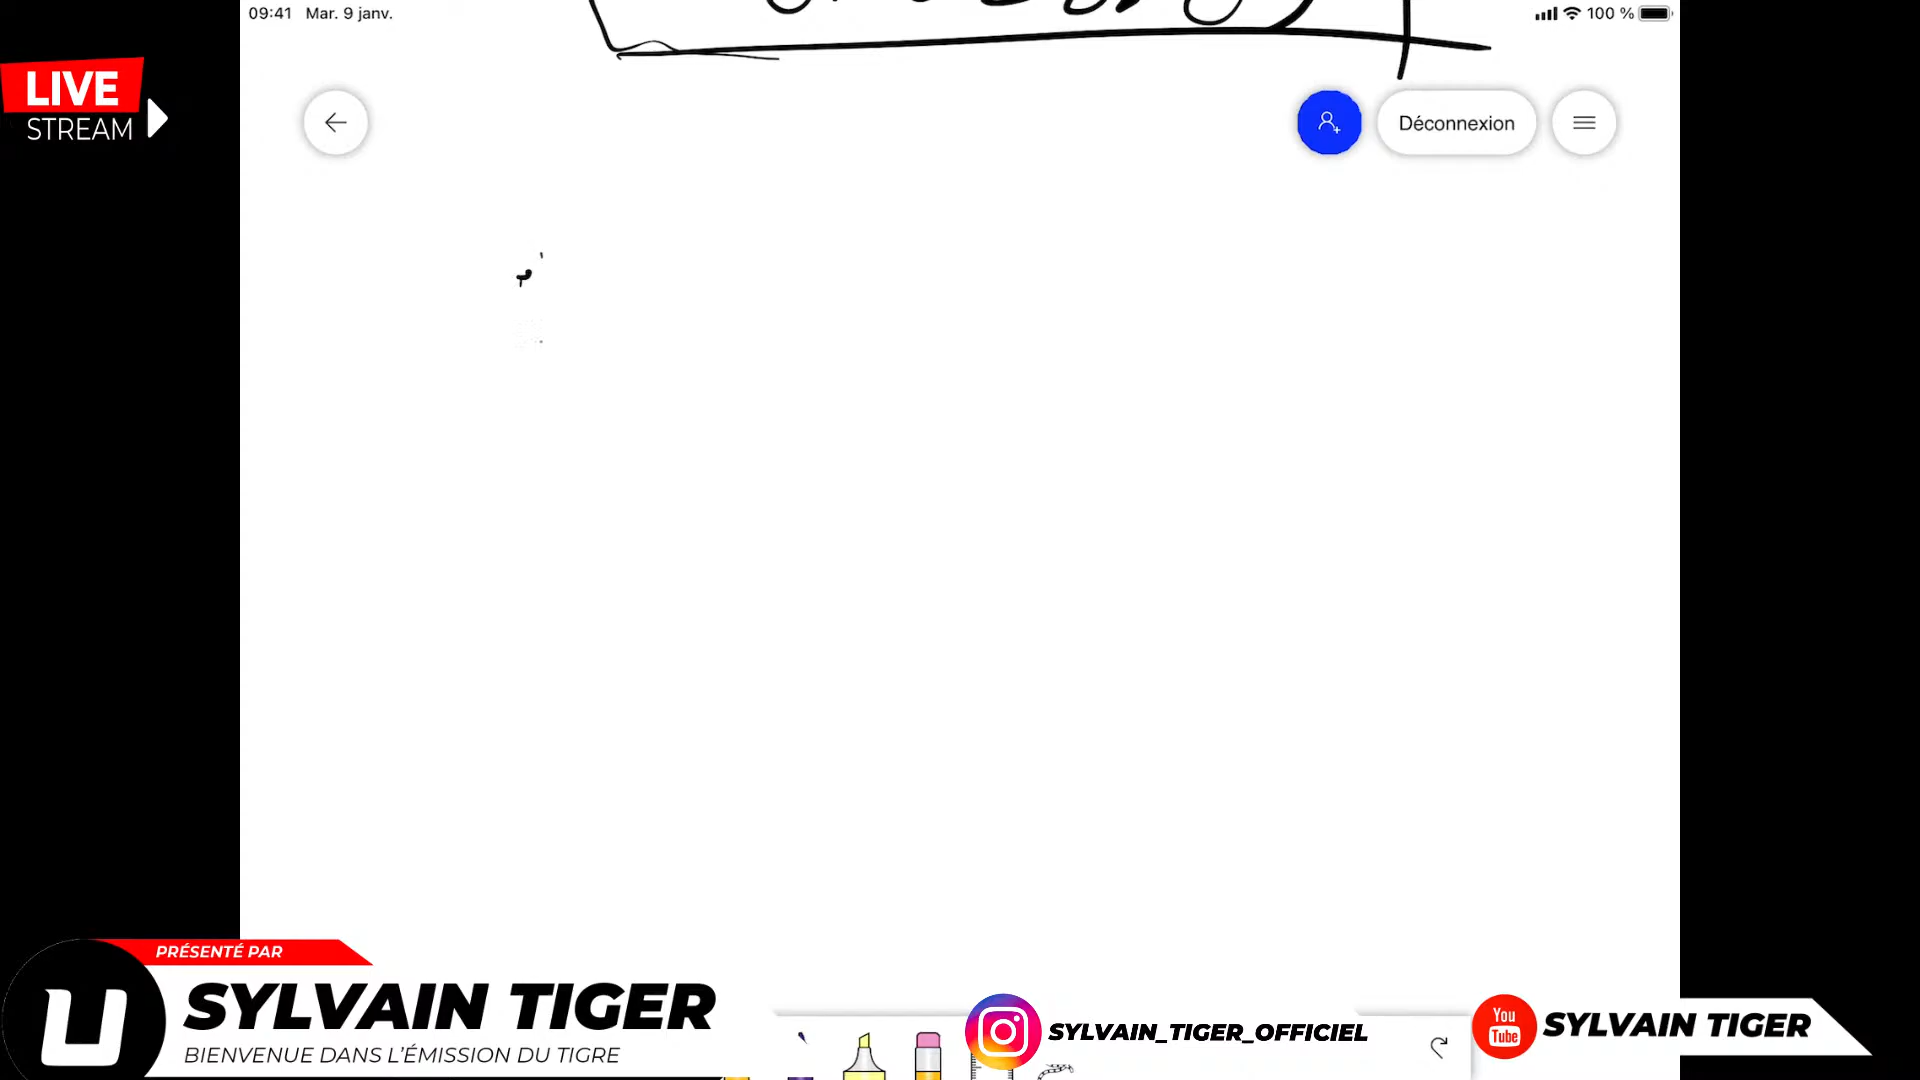 09:41 Mar. 9 janv.
100 %
LIVE
STREAM
Déconnexion
PRÉSENTÉ PAR
SYLVAIN TIGER
BIENVENUE DANS L'ÉMISSION DU TIGRE
SYLVAIN_TIGER_OFFICIEL
You
Tube
SYLVAIN TIGER